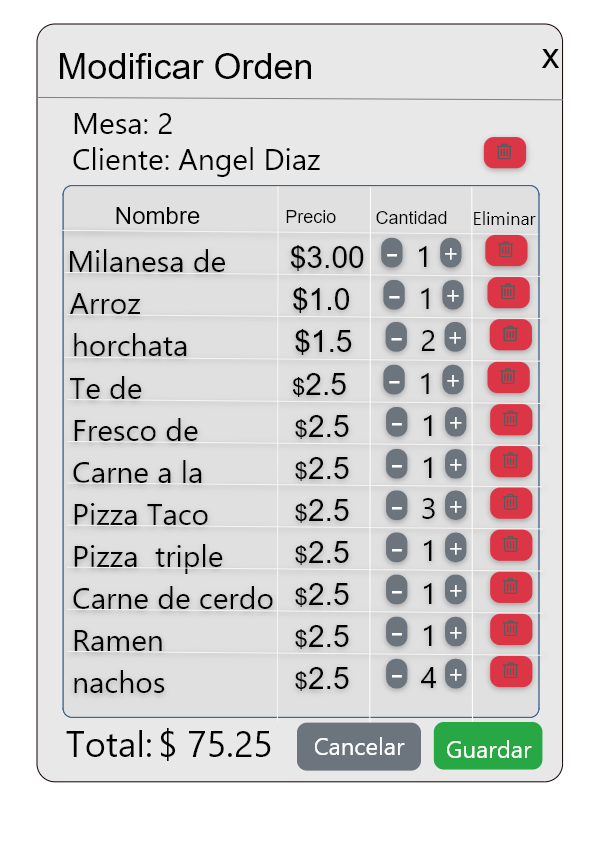 Modificar Orden x
Mesa: 2
Cliente: Angel Diaz
Nombre Precio Cantidad Eliminar
Milanesa de $3.00 - 1 +
Arroz $1.0 - 1 +
horchata $1.5 - 2 +
Te de $2.5 - 1 +
Fresco de $2.5 - 1 +
Carne a la $2.5 - 1 +
Pizza Taco $2.5 - 3 +
Pizza triple $2.5 - 1 +
Carne de cerdo $2.5 - 1 +
Ramen $2.5 - 1 +
nachos $2.5 - 4 +
Total: $ 75.25 Cancelar Guardar